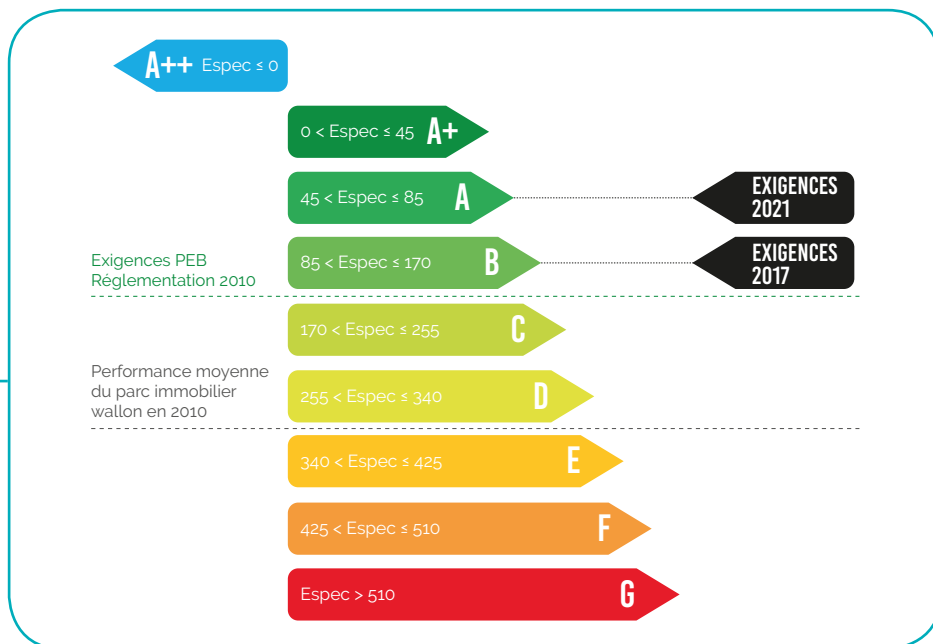 A++ Espec ≤ 0
0 < Espec ≤ 45 A+
45 < Espec ≤ 85 A
EXIGENCES
2021
85 < Espec ≤ 170 B
EXIGENCES
2017
Exigences PEB
Réglementation 2010
170 < Espec ≤ 255 C
Performance moyenne
du parc immobilier
wallon en 2010
255 < Espec ≤ 340 D
340 < Espec ≤ 425 E
425 < Espec ≤ 510 F
Espec > 510 G